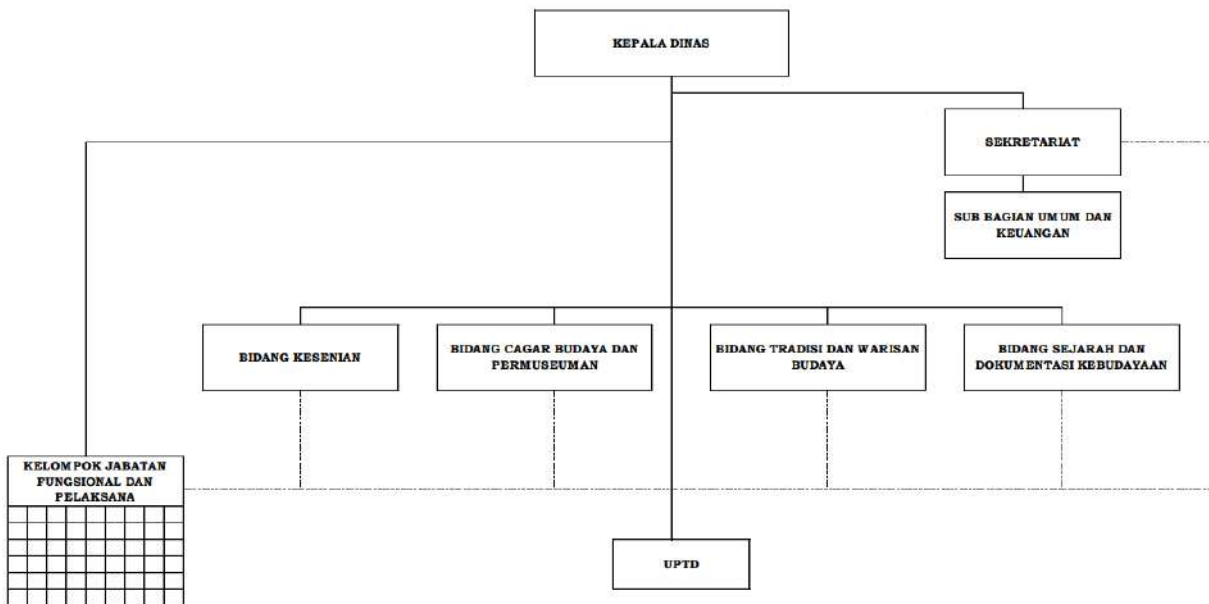 KEPALA DINAS
SEKRETARIAT
SUB BAGIAN UMUM DAN
KEUANGAN
BIDANG KESENIAN
BIDANG CAGAR BUDAYA DAN
PERMUSEUMAN
BIDANG TRADISI DAN WARISAN
BUDAYA
BIDANG SEJARAH DAN
DOKUMENTASI KEBUDAYAAN
KELOMPOK JABATAN
FUNGSIONAL DAN
PELAKSANA
UPTD